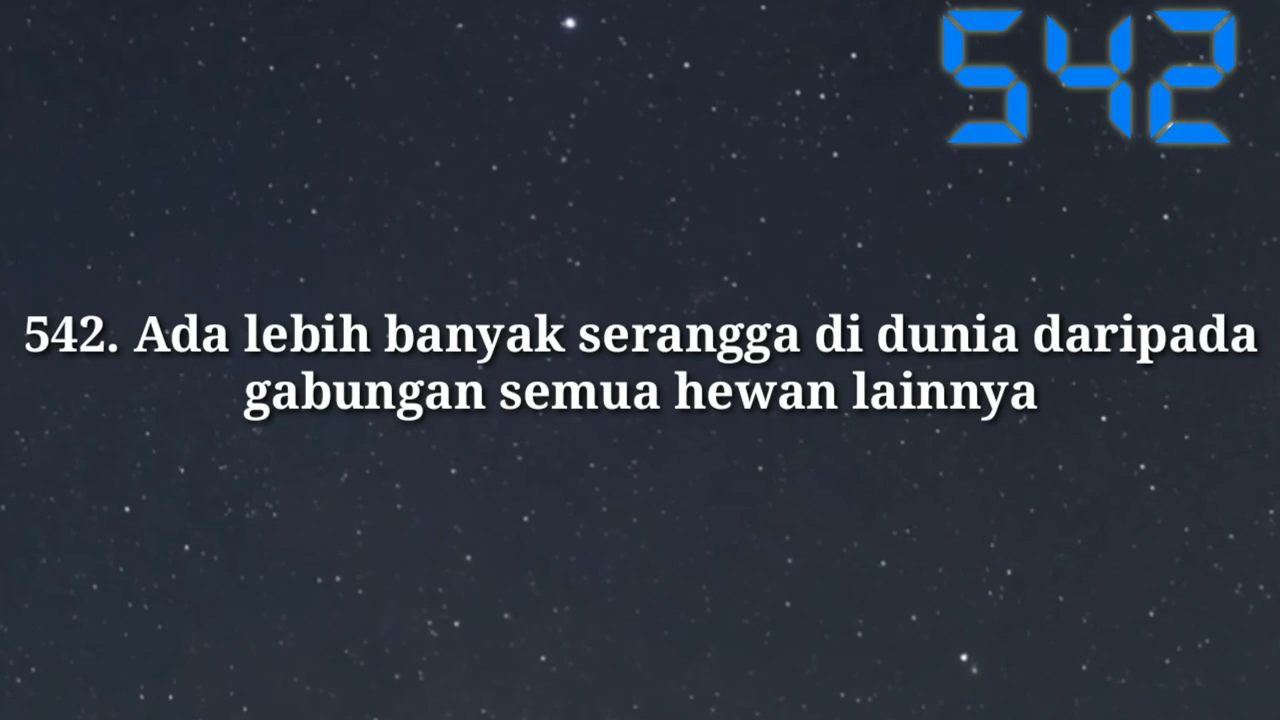 542
542. Ada lebih banyak serangga di dunia daripada
gabungan semua hewan lainnya